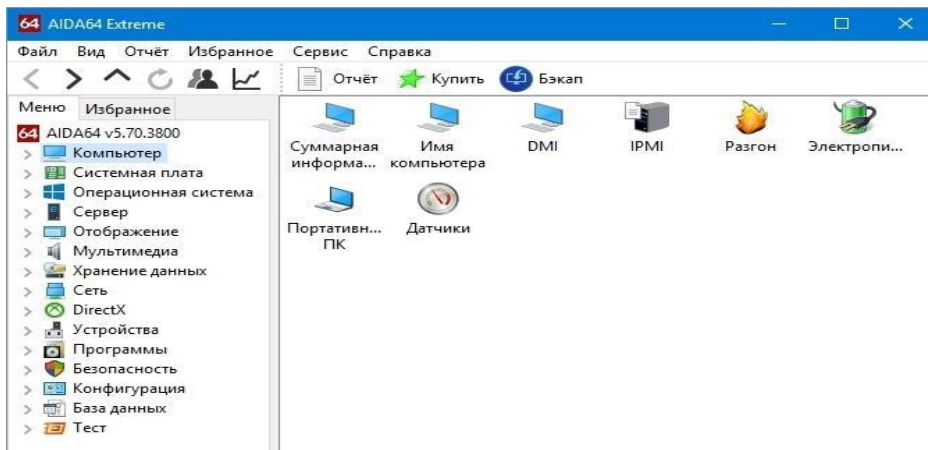 64 AIDA64 Extreme
Файл Вид Отчёт Избранное Сервис Справка
Отчёт Купить Бэкап
Меню Избранное
64 AIDA64 v5.70.3800
Компьютер
Системная плата
Операционная система
Сервер
Отображение
Мультимедиа
Хранение данных
Сеть
DirectX
Устройства
Программы
Безопасность
Конфигурация
База данных
Тест
Суммарная информа...
Имя компьютера
DMI
IPMI
Разгон
Электропи...
Портативн... ПК
Датчики